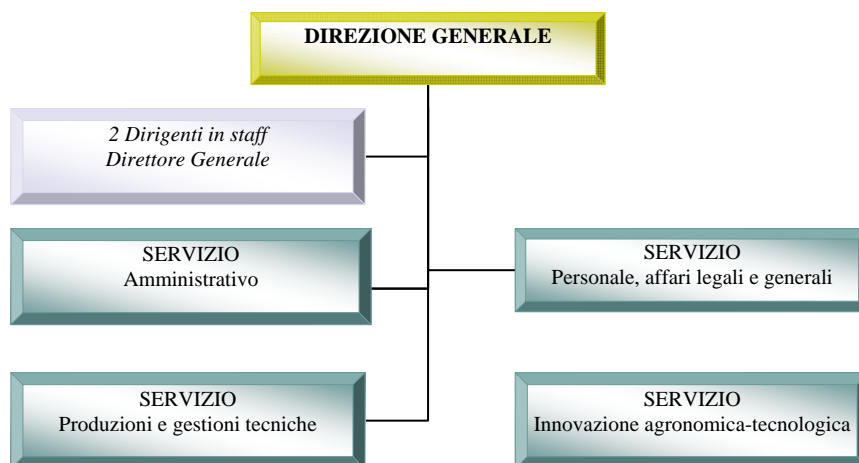 DIREZIONE GENERALE
2 Dirigenti in staff
Direttore Generale
SERVIZIO
Amministrativo
SERVIZIO
Personale, affari legali e generali
SERVIZIO
Produzioni e gestioni tecniche
SERVIZIO
Innovazione agronomica-tecnologica